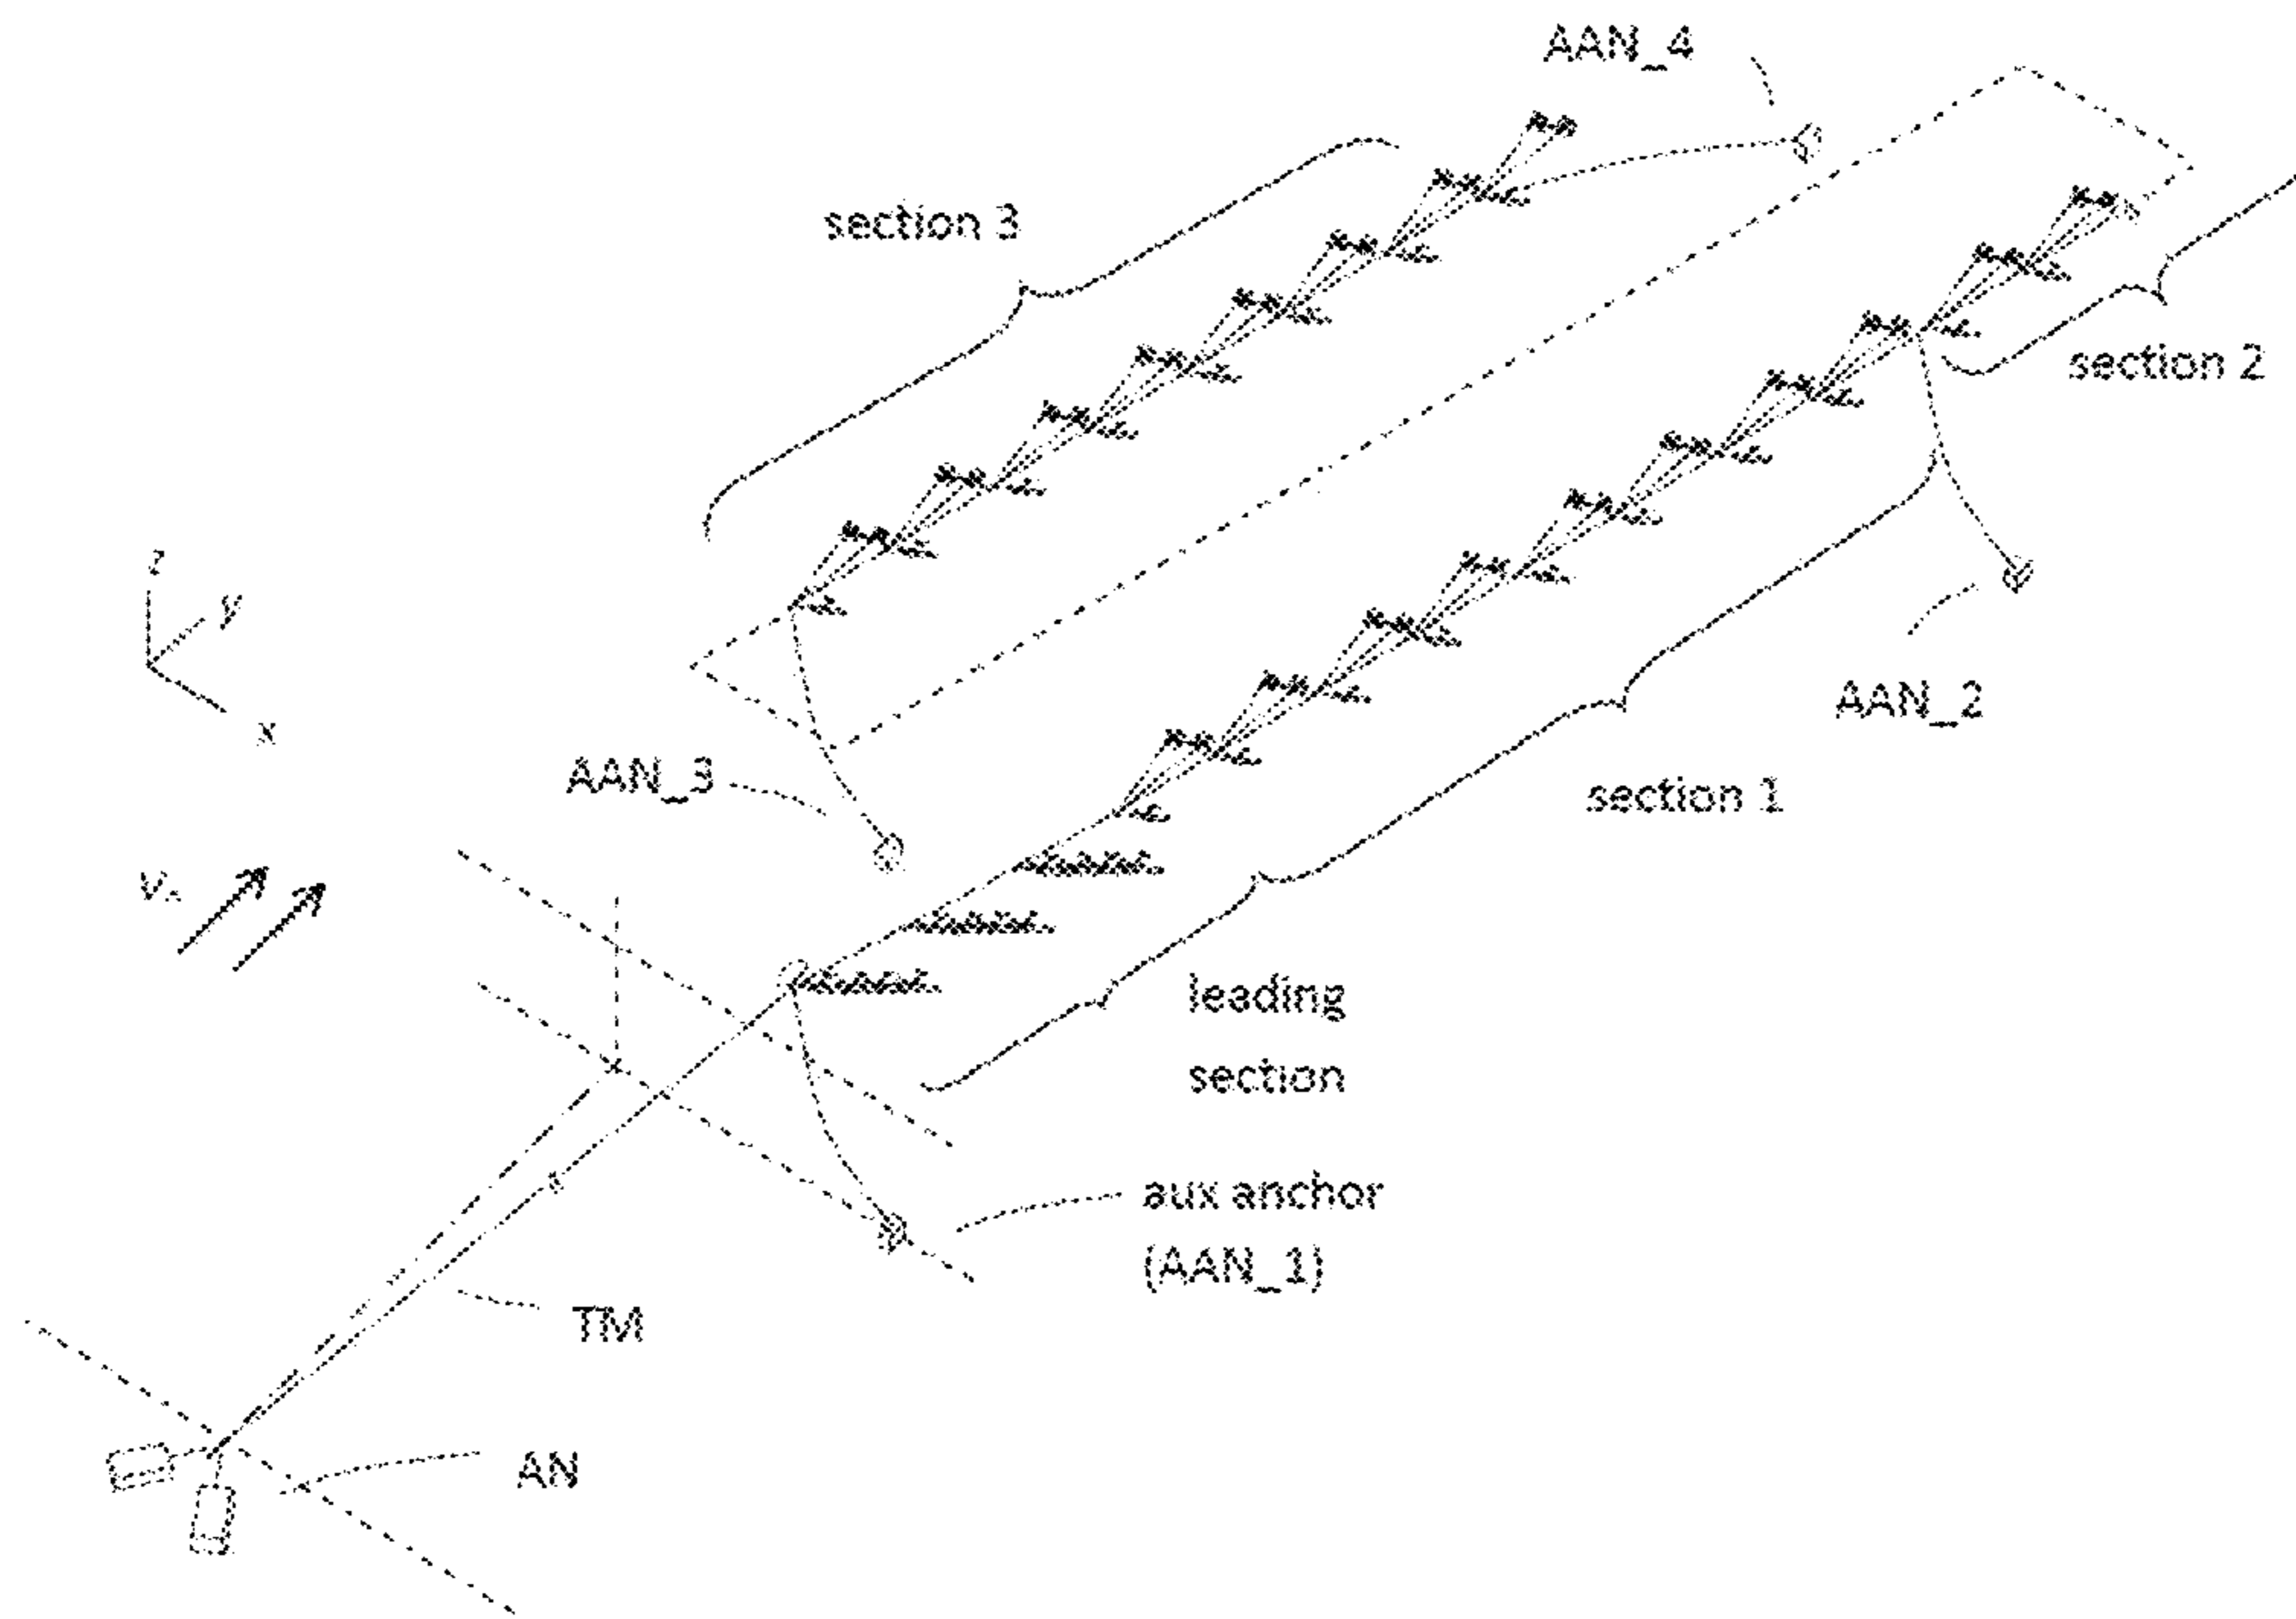 AAN_4
section 3
section 2
z
y
x
AAN_2
AAN_3
section 1
leading
section
aux anchor
(AAN_1)
TM
AN